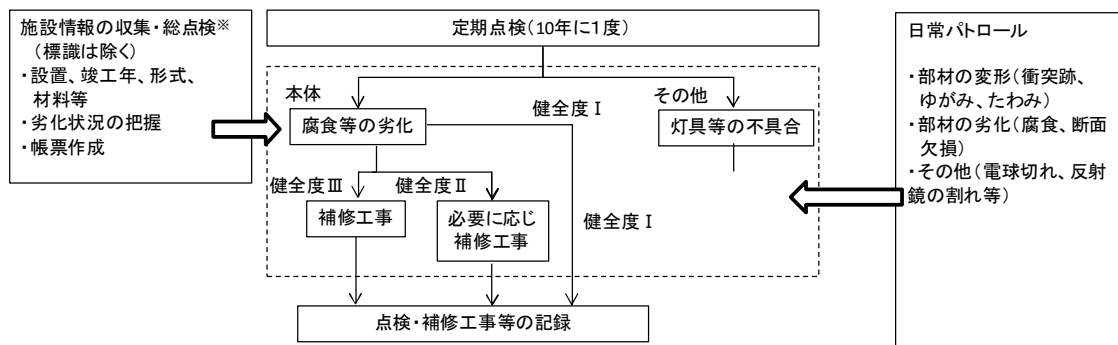 施設情報の収集・総点検※
(標識は除く)
・設置、竣工年、形式、
材料等
・劣化状況の把握
・帳票作成
定期点検(10年に1度)
本体
その他
健全度Ⅰ
腐食等の劣化
灯具等の不具合
健全度Ⅲ
健全度Ⅱ
補修工事
必要に応じ
補修工事
健全度Ⅰ
点検・補修工事等の記録
日常パトロール
・部材の変形(衝突跡、
ゆがみ、たわみ)
・部材の劣化(腐食、断面
欠損)
・その他(電球切れ、反射
鏡の割れ等)